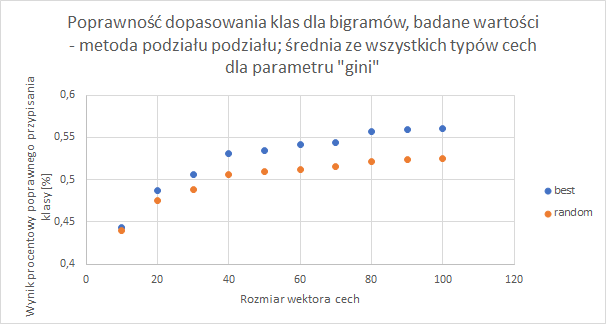 Poprawność dopasowania klas dla bigramów, badane wartości
- metoda podziału podziału; średnia ze wszystkich typów cech
dla parametru "gini"
Wynik procentowy poprawnego przypisania
klasy [%]
0,6
0,55
0,5
0,45
0,4
0
20
40
60
80
100
120
Rozmiar wektora cech
best
random